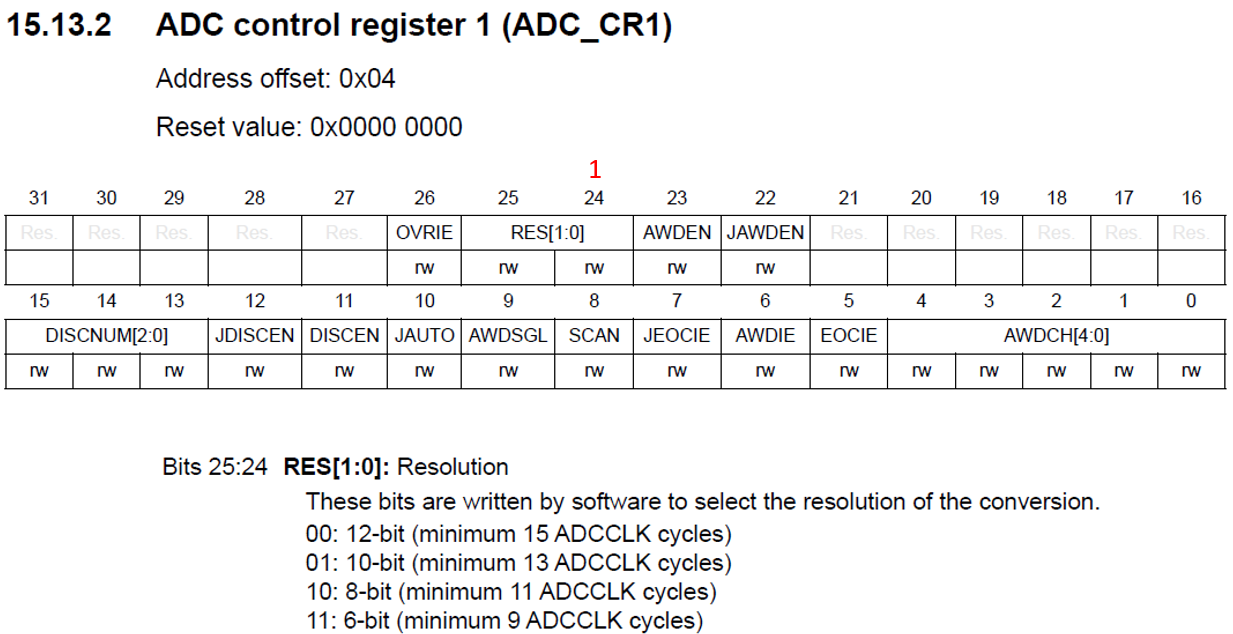 15.13.2 ADC control register 1 (ADC_CR1)
Address offset: 0x04
Reset value: 0x0000 0000
1
31 30 29 28 27 26 25 24 23 22 21 20 19 18 17 16
Res. Res. Res. Res. Res. OVRIE RES[1:0] AWDEN JAWDEN Res. Res. Res. Res. Res. Res.
rw rw rw rw rw
15 14 13 12 11 10 9 8 7 6 5 4 3 2 1 0
DISCNUM[2:0] JDISCEN DISCEN JAUTO AWDSGL SCAN JEOCIE AWDIE EOCIE AWDCH[4:0]
rw rw rw rw rw rw rw rw rw rw rw rw rw rw rw rw
Bits 25:24 RES[1:0]: Resolution
These bits are written by software to select the resolution of the conversion.
00: 12-bit (minimum 15 ADCCLK cycles)
01: 10-bit (minimum 13 ADCCLK cycles)
10: 8-bit (minimum 11 ADCCLK cycles)
11: 6-bit (minimum 9 ADCCLK cycles)